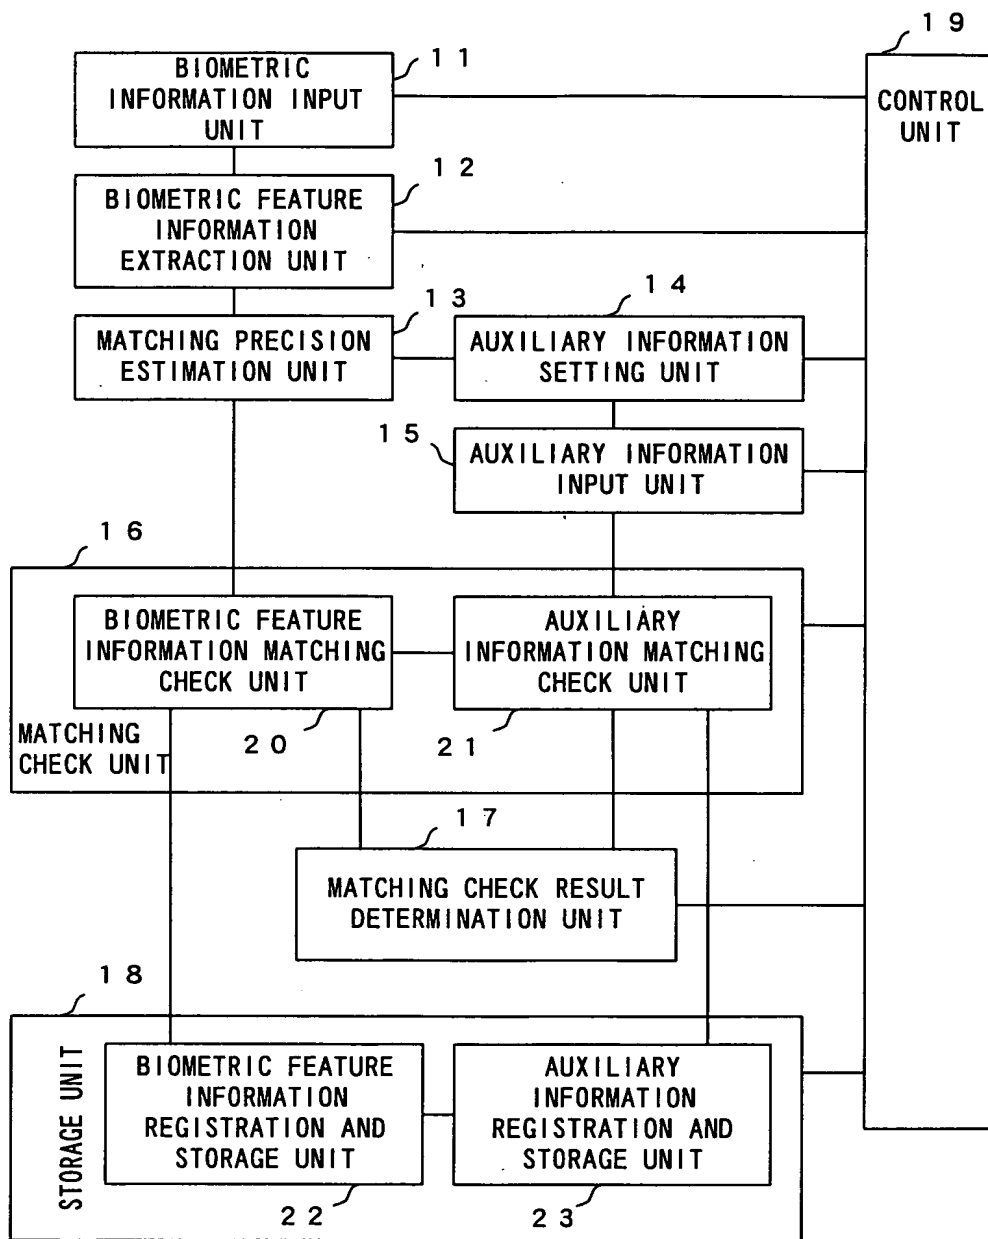 19
11
BIOMETRIC
INFORMATION INPUT
UNIT
CONTROL
UNIT
12
BIOMETRIC FEATURE
INFORMATION
EXTRACTION UNIT
13
14
MATCHING PRECISION
ESTIMATION UNIT
AUXILIARY INFORMATION
SETTING UNIT
15
AUXILIARY INFORMATION
INPUT UNIT
16
BIOMETRIC FEATURE
INFORMATION MATCHING
CHECK UNIT
AUXILIARY
INFORMATION MATCHING
CHECK UNIT
20
21
MATCHING
CHECK UNIT
17
MATCHING CHECK RESULT
DETERMINATION UNIT
18
STORAGE UNIT
BIOMETRIC FEATURE
INFORMATION
REGISTRATION AND
STORAGE UNIT
AUXILIARY
INFORMATION
REGISTRATION AND
STORAGE UNIT
22
23